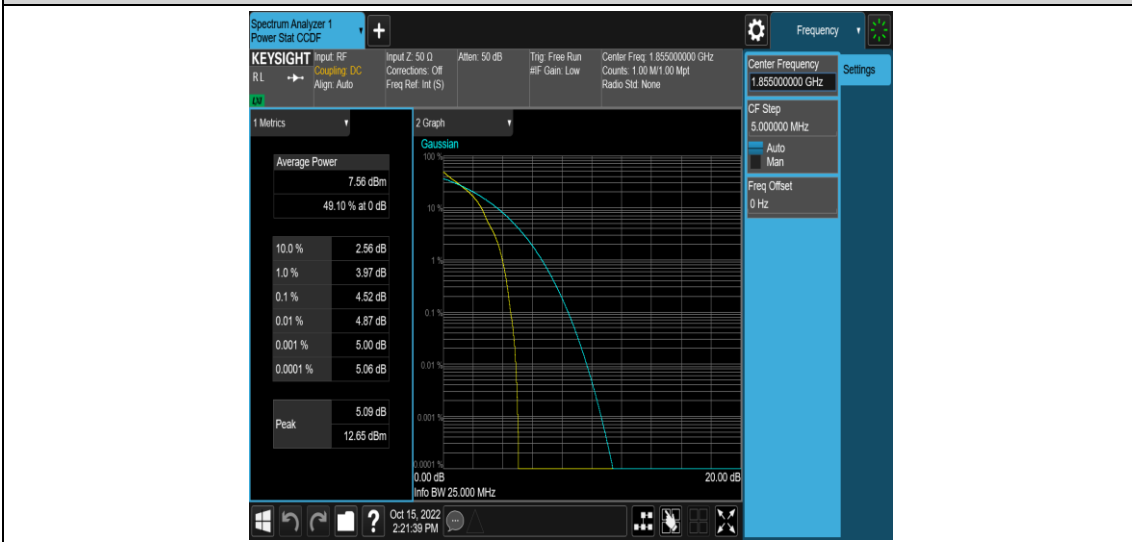 Spectrum Analyzer 1
Power Stat CCDF
+
Frequency
KEYSIGHT
RL
LXI
Input: RF
Coupling: DC
Align: Auto
Input Z: 50 Ω
Corrections: Off
Freq Ref: Int (S)
Atten: 50 dB
Trig: Free Run
#IF Gain: Low
Center Freq: 1.855000000 GHz
Counts: 1.00 M/1.00 Mpt
Radio Std: None
Center Frequency
1.855000000 GHz
Settings
CF Step
5.000000 MHz
Auto
Man
Freq Offset
0 Hz
1 Metrics
Average Power
7.56 dBm
49.10 % at 0 dB
10.0 % 2.56 dB
1.0 % 3.97 dB
0.1 % 4.52 dB
0.01 % 4.87 dB
0.001 % 5.00 dB
0.0001 % 5.06 dB
Peak
5.09 dB
12.65 dBm
2 Graph
Gaussian
100 %
10 %
1 %
0.1 %
0.01 %
0.001 %
0.0001 %
0.00 dB 20.00 dB
Info BW 25.000 MHz
?
Oct 15, 2022
2:21:39 PM